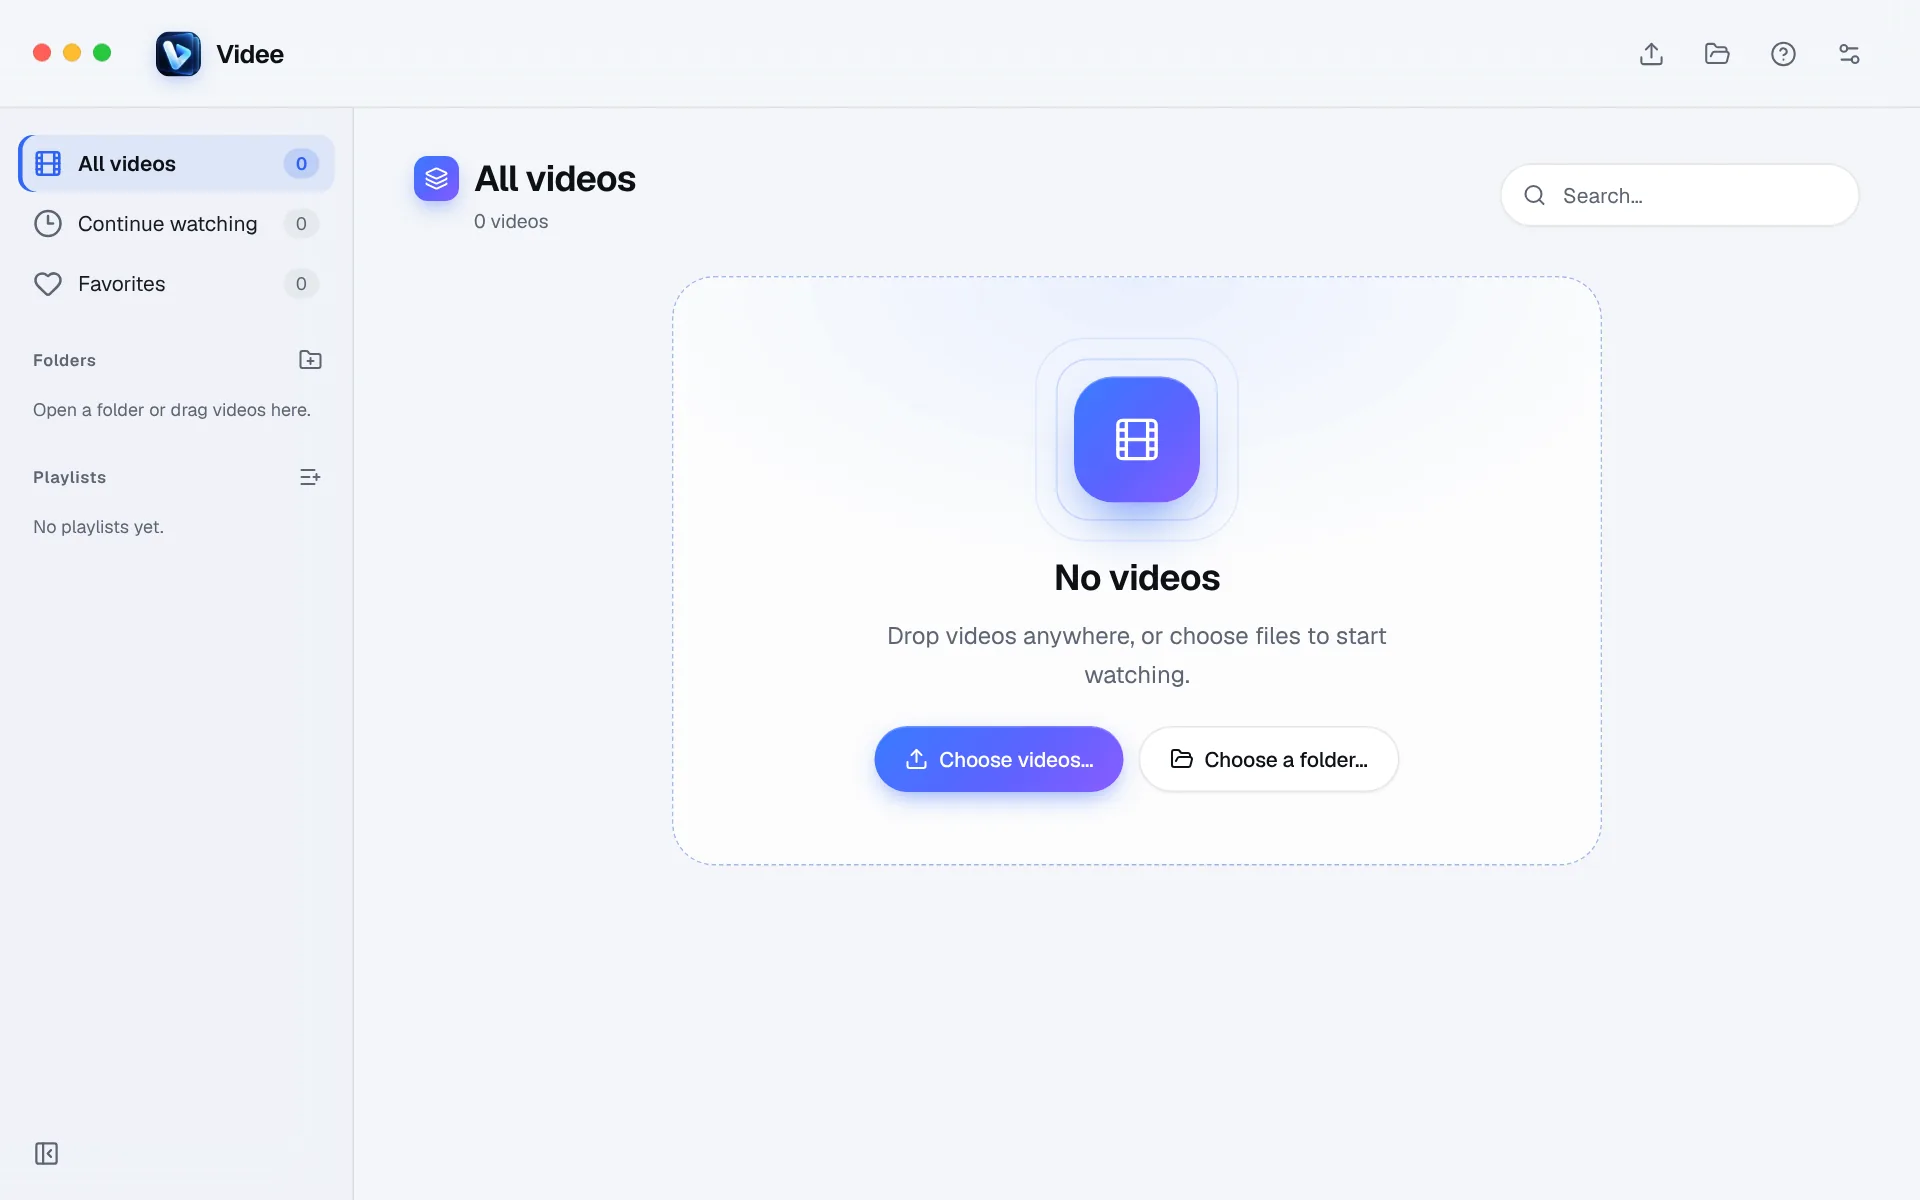 Videe
All videos 0
Continue watching 0
Favorites 0
Folders
Open a folder or drag videos here.
Playlists
No playlists yet.
All videos
0 videos
Search...
No videos
Drop videos anywhere, or choose files to start
watching.
Choose videos...
Choose a folder...